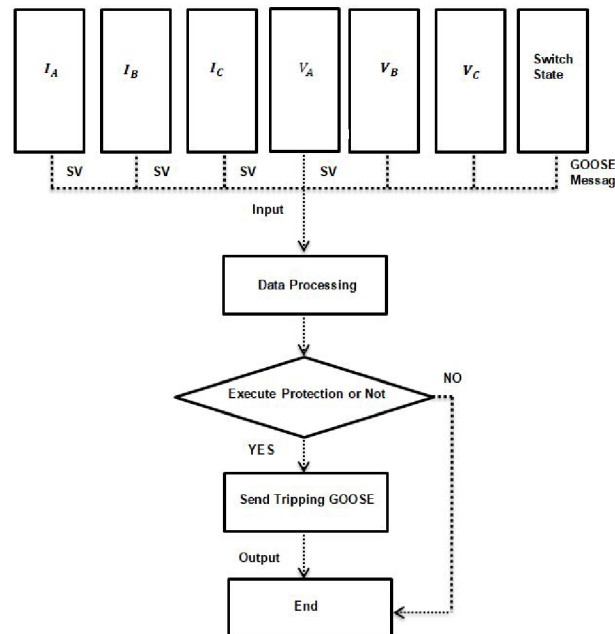 I_A I_B I_C V_A V_B V_C Switch State
SV SV SV SV GOOSE Messag
Input
Data Processing
Execute Protection or Not
NO
YES
Send Tripping GOOSE
Output
End